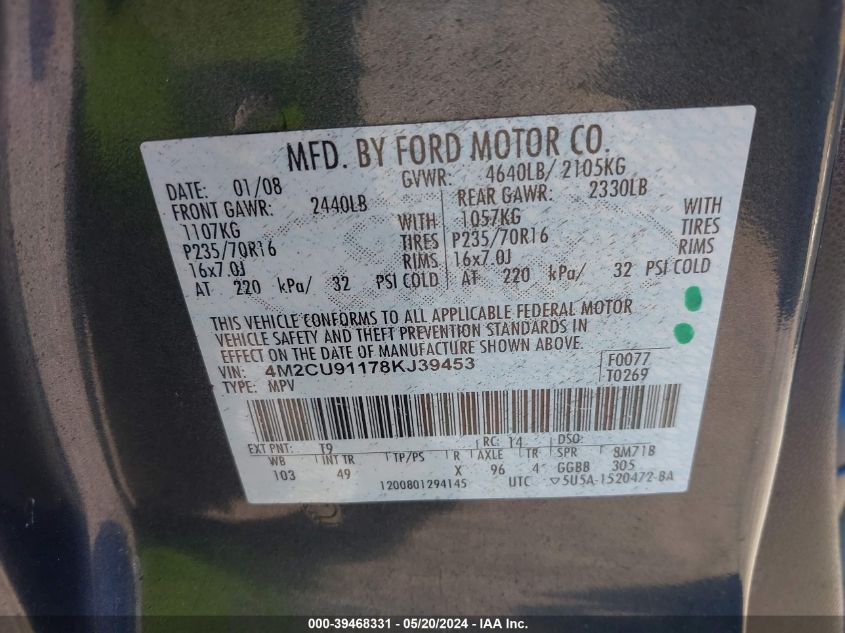 MFD. BY FORD MOTOR CO.
DATE: 01/08 GVWR: 4640LB/ 2105KG
FRONT GAWR: 2440LB REAR GAWR: 2330LB
1107KG WITH 1057KG WITH
P235/70R16 TIRES P235/70R16 TIRES
16x7.0J RIMS 16x7.0J RIMS
AT 220 kPa/ 32 PSI COLD AT 220 kPa/ 32 PSI COLD
THIS VEHICLE CONFORMS TO ALL APPLICABLE FEDERAL MOTOR
VEHICLE SAFETY AND THEFT PREVENTION STANDARDS IN
EFFECT ON THE DATE OF MANUFACTURE SHOWN ABOVE.
VIN: 4M2CU91178KJ39453 F0077
TYPE: MPV T0269
EXT PNT: T9 RC: 14 DSO:
WB INT TR TP/PS R AXLE TR SPR 8M71B
103 49 X 96 4 GGBB 305
1200801294145 UTC ▽5U5A-1520472-BA
000-39468331 - 05/20/2024 - IAA Inc.